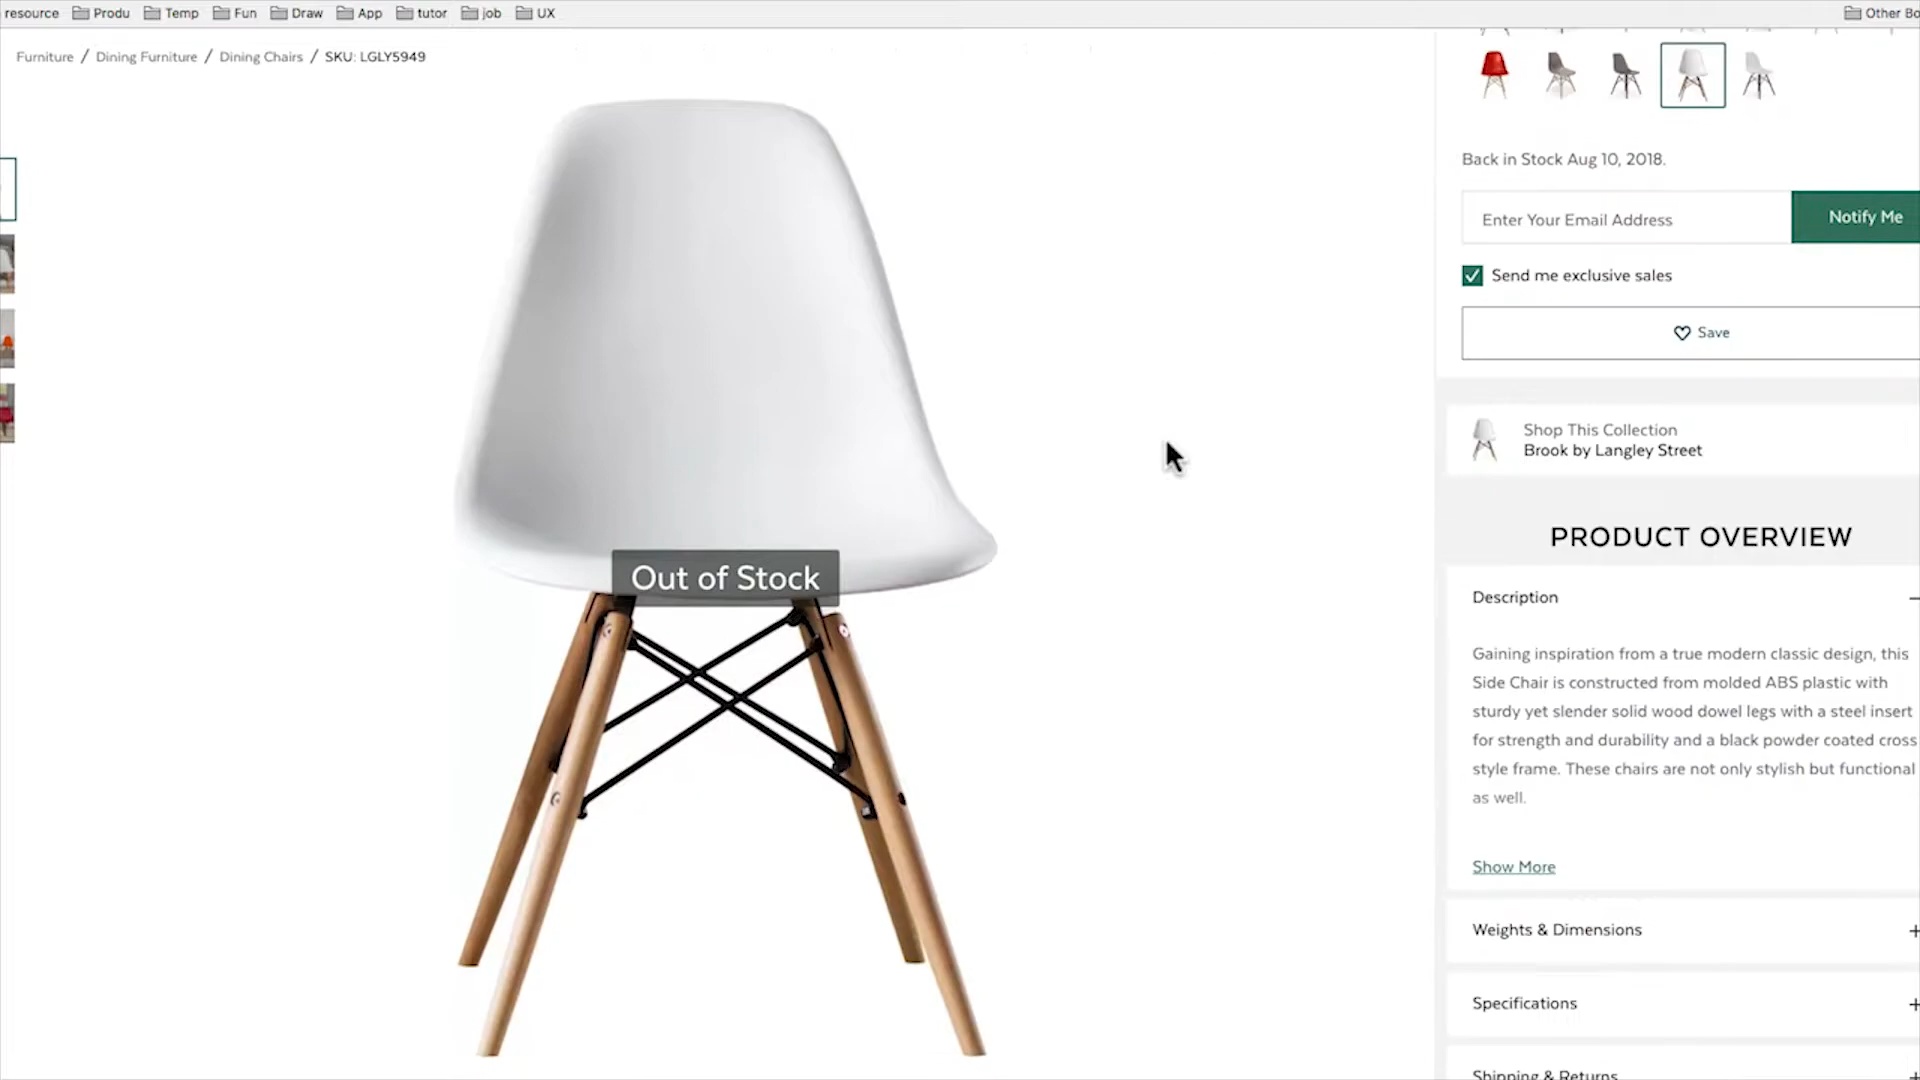 resource Produ Temp Fun Draw App tutor job UX Other Bo
Furniture / Dining Furniture / Dining Chairs / SKU: LGLY5949
Back in Stock Aug 10, 2018.
Enter Your Email Address
Notify Me
Send me exclusive sales
Save
Shop This Collection
Brook by Langley Street
PRODUCT OVERVIEW
Out of Stock
Description
Gaining inspiration from a true modern classic design, this
Side Chair is constructed from molded ABS plastic with
sturdy yet slender solid wood dowel legs with a steel insert
for strength and durability and a black powder coated cross
style frame. These chairs are not only stylish but functional
as well.
Show More
Weights & Dimensions
Specifications
Shipping & Returns